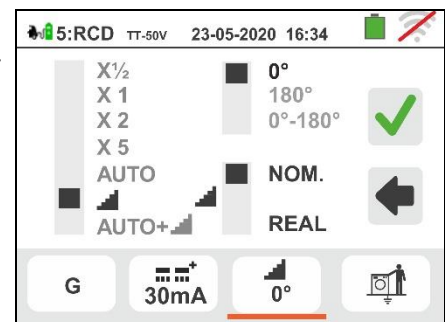 5:RCD TT-50V 23-05-2020 16:34
X½
X 1
X 2
X 5
AUTO
AUTO+
0°
180°
0°-180°
NOM.
REAL
G
30mA
0°